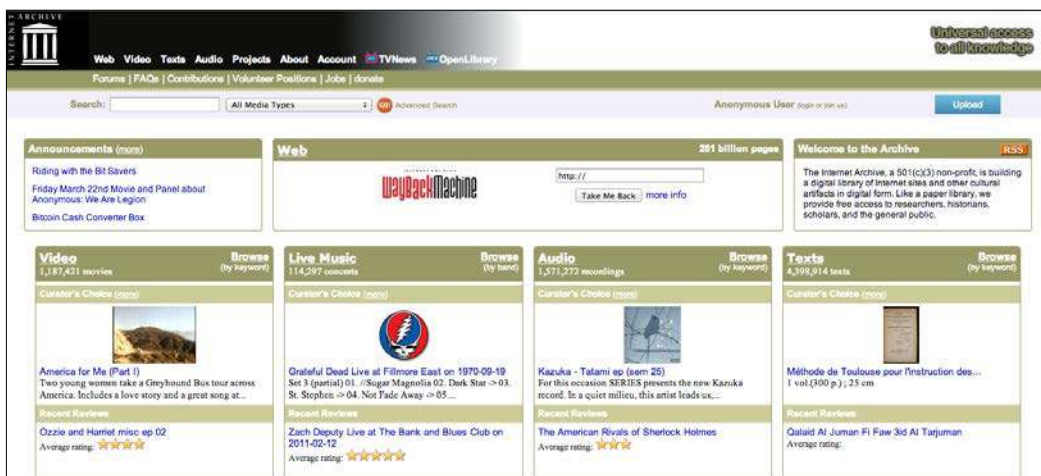 INTERNET ARCHIVE
Universal access
to all knowledge
Web Video Texts Audio Projects About Account TVNews OpenLibrary
Forums | FAQs | Contributions | Volunteer Positions | Jobs | donate
Search: All Media Types GO! Advanced Search Anonymous User (login or join us) Upload
Announcements (more)
Riding with the Bit Savers
Friday March 22nd Movie and Panel about
Anonymous: We Are Legion
Bitcoin Cash Converter Box
Web 281 billion pages
INTERNET ARCHIVE
WayBackMachine
http://
Take Me Back more info
Welcome to the Archive RSS
The Internet Archive, a 501(c)(3) non-profit, is building
a digital library of Internet sites and other cultural
artifacts in digital form. Like a paper library, we
provide free access to researchers, historians,
scholars, and the general public.
Video Browse
1,187,421 movies (by keyword)
Curator's Choice (more)
America for Me (Part I)
Two young women take a Greyhound Bus tour across
America. Includes a love story and a great song at...
Recent Reviews
Ozzie and Harriet misc ep 02
Average rating:
Live Music Browse
114,297 concerts (by band)
Curator's Choice (more)
Grateful Dead Live at Fillmore East on 1970-09-19
Set 3 (partial) 01. //Sugar Magnolia 02. Dark Star -> 03.
St. Stephen -> 04. Not Fade Away -> 05....
Recent Reviews
Zach Deputy Live at The Bank and Blues Club on
2011-02-12
Average rating:
Audio Browse
1,571,272 recordings (by keyword)
Curator's Choice (more)
Kazuka - Tatami ep (sem 25)
For this occasion SERIES presents the new Kazuka
record. In a quiet milieu, this artist leads us,...
Recent Reviews
The American Rivals of Sherlock Holmes
Average rating:
Texts Browse
4,398,914 texts (by keyword)
Curator's Choice (more)
Méthode de Toulouse pour l'instruction des...
1 vol.(300 p.) ; 25 cm
Recent Reviews
Qalaid Al Juman Fi Faw 3id Al Tarjuman
Average rating: